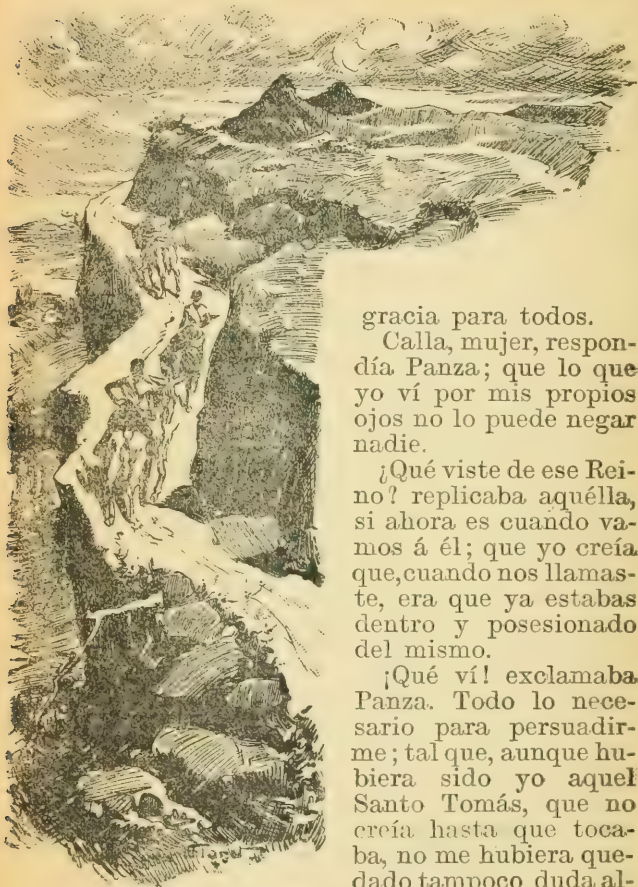 gracia para todos.
Calla, mujer, respon-
día Panza; que lo que
yo ví por mis propios
ojos no lo puede negar
nadie.
¿Qué viste de ese Rei-
no? replicaba aquélla,
si ahora es cuando va-
mos á él; que yo creía
que,cuando nos llamas-
te, era que ya estabas
dentro y posesionado
del mismo.
¡Qué ví! exclamaba
Panza. Todo lo nece-
sario para persuadir-
me; tal que, aunque hu-
biera sido yo aquel
Santo Tomás, que no
creía hasta que toca-
ba, no me hubiera que-
dado tampoco duda al-